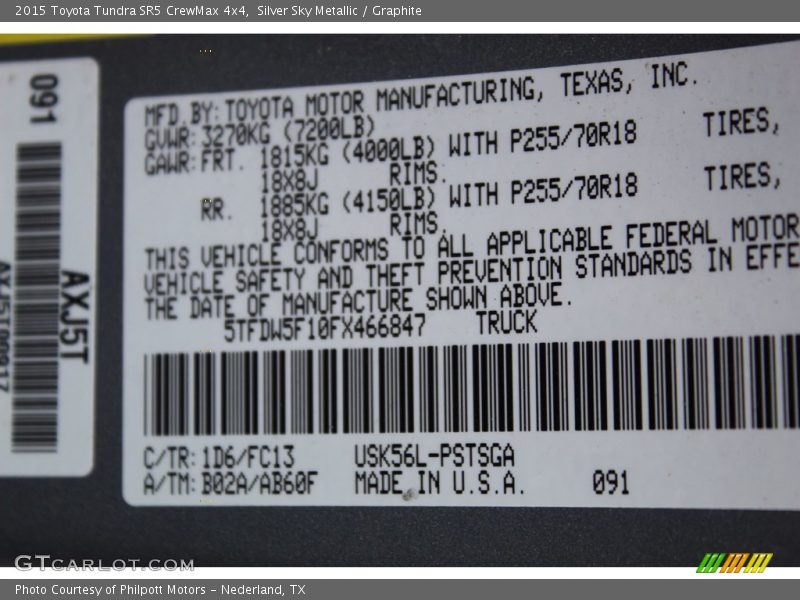 2015 Toyota Tundra SR5 CrewMax 4x4, Silver Sky Metallic / Graphite
091
AXJ5T
MFD. BY: TOYOTA MOTOR MANUFACTURING, TEXAS, INC.
GVWR: 3270KG (7200LB)
GAWR: FRT. 1815KG (4000LB) WITH P255/70R18 TIRES,
18X8J RIMS.
RR. 1885KG (4150LB) WITH P255/70R18 TIRES,
18X8J RIMS.
THIS VEHICLE CONFORMS TO ALL APPLICABLE FEDERAL MOTOR
VEHICLE SAFETY AND THEFT PREVENTION STANDARDS IN EFFE
THE DATE OF MANUFACTURE SHOWN ABOVE.
5TFDW5F10FX466847 TRUCK
C/TR: 1D6/FC13 USK56L-PSTSGA
A/TM: B02A/AB60F MADE IN U.S.A. 091
GTCARLOT.COM
Photo Courtesy of Philpott Motors - Nederland, TX